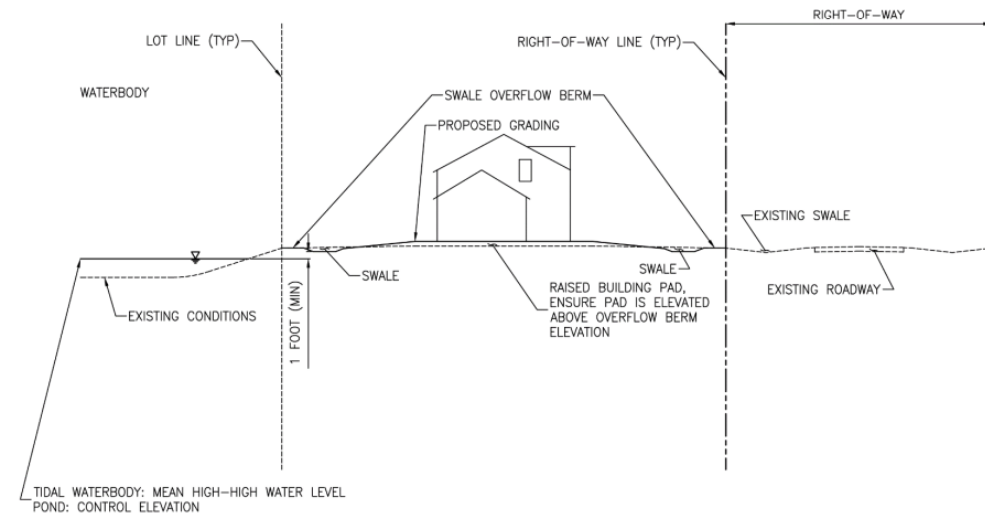 RIGHT-OF-WAY
LOT LINE (TYP)
RIGHT-OF-WAY LINE (TYP)
WATERBODY
SWALE OVERFLOW BERM
PROPOSED GRADING
EXISTING SWALE
SWALE
SWALE
EXISTING ROADWAY
RAISED BUILDING PAD,
ENSURE PAD IS ELEVATED
ABOVE OVERFLOW BERM
ELEVATION
EXISTING CONDITIONS
1 FOOT (MIN)
TIDAL WATERBODY: MEAN HIGH-HIGH WATER LEVEL
POND: CONTROL ELEVATION